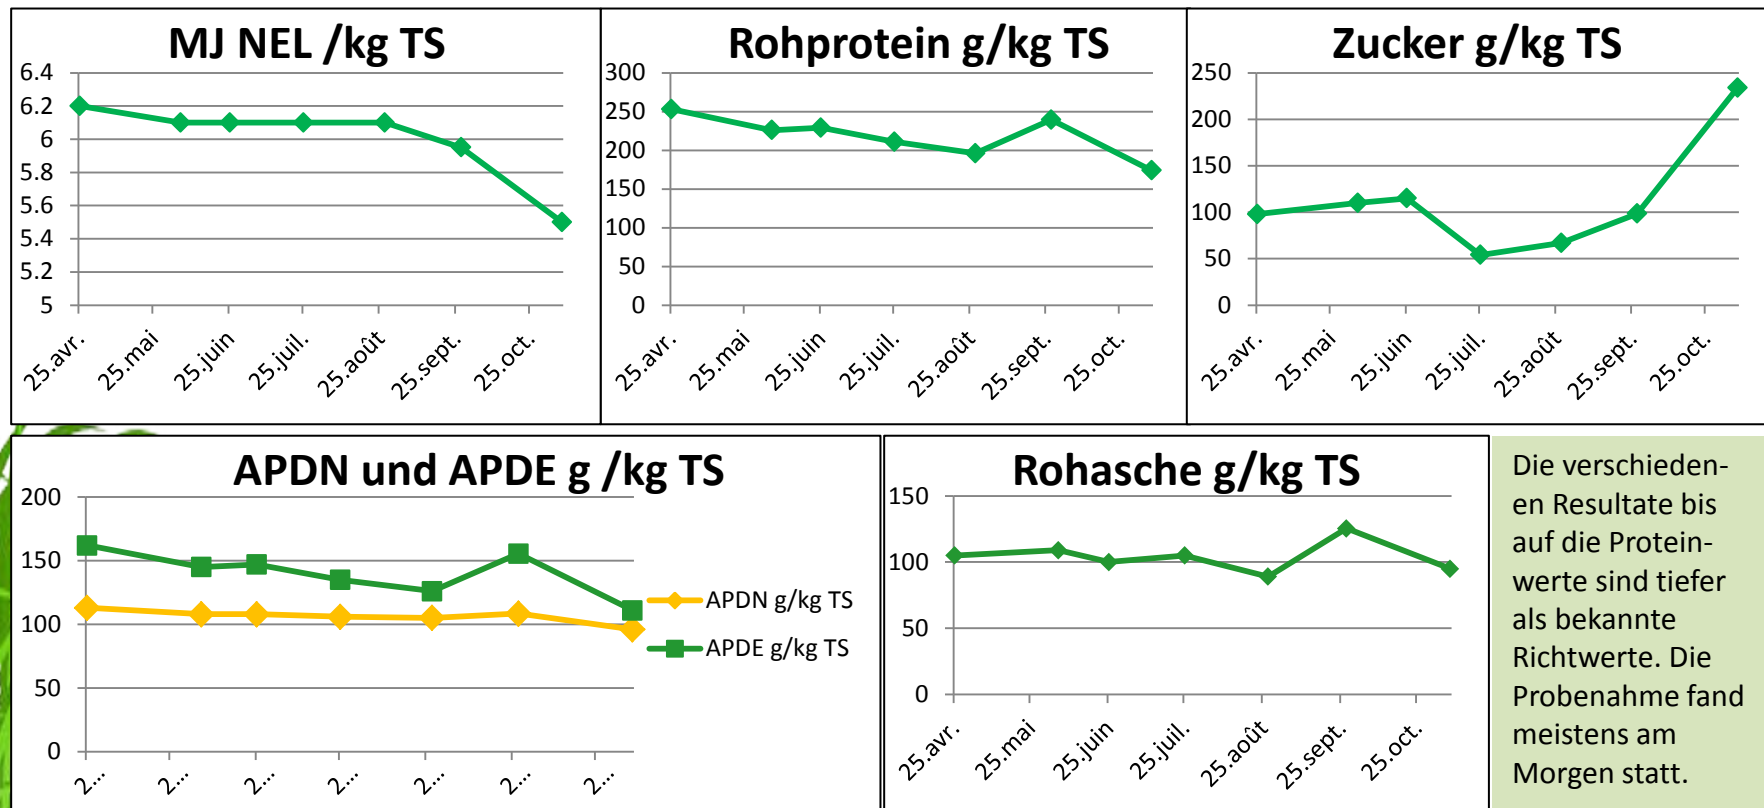 MJ NEL /kg TS
6.4
6.2
6
5.8
5.6
5.4
5.2
5
25.avr.
25.mai
25.juin
25.juil.
25.août
25.sept.
25.oct.
Rohprotein g/kg TS
300
250
200
150
100
50
0
25.avr.
25.mai
25.juin
25.juil.
25.août
25.sept.
25.oct.
Zucker g/kg TS
250
200
150
100
50
0
25.avr.
25.mai
25.juin
25.juil.
25.août
25.sept.
25.oct.
APDN und APDE g /kg TS
200
150
100
50
0
2...
2...
2...
2...
2...
2...
2...
APDN g/kg TS
APDE g/kg TS
Rohasche g/kg TS
150
100
50
0
25.avr.
25.mai
25.juin
25.juil.
25.août
25.sept.
25.oct.
Die verschieden-
en Resultate bis
auf die Protein-
werte sind tiefer
als bekannte
Richtwerte. Die
Probenahme fand
meistens am
Morgen statt.